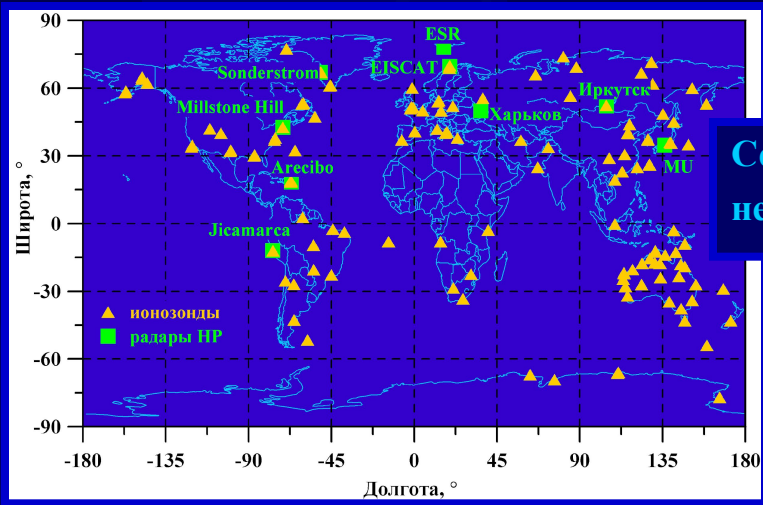 90
60
30
0
-30
-60
-90
-180
-135
-90
-45
0
45
90
135
180
Широта, °
Долгота, °
ESR
EISCAT
Sonderstrom
Millstone Hill
Иркутск
Харьков
MU
Arecibo
Jicamarca
ионозонды
радары НР